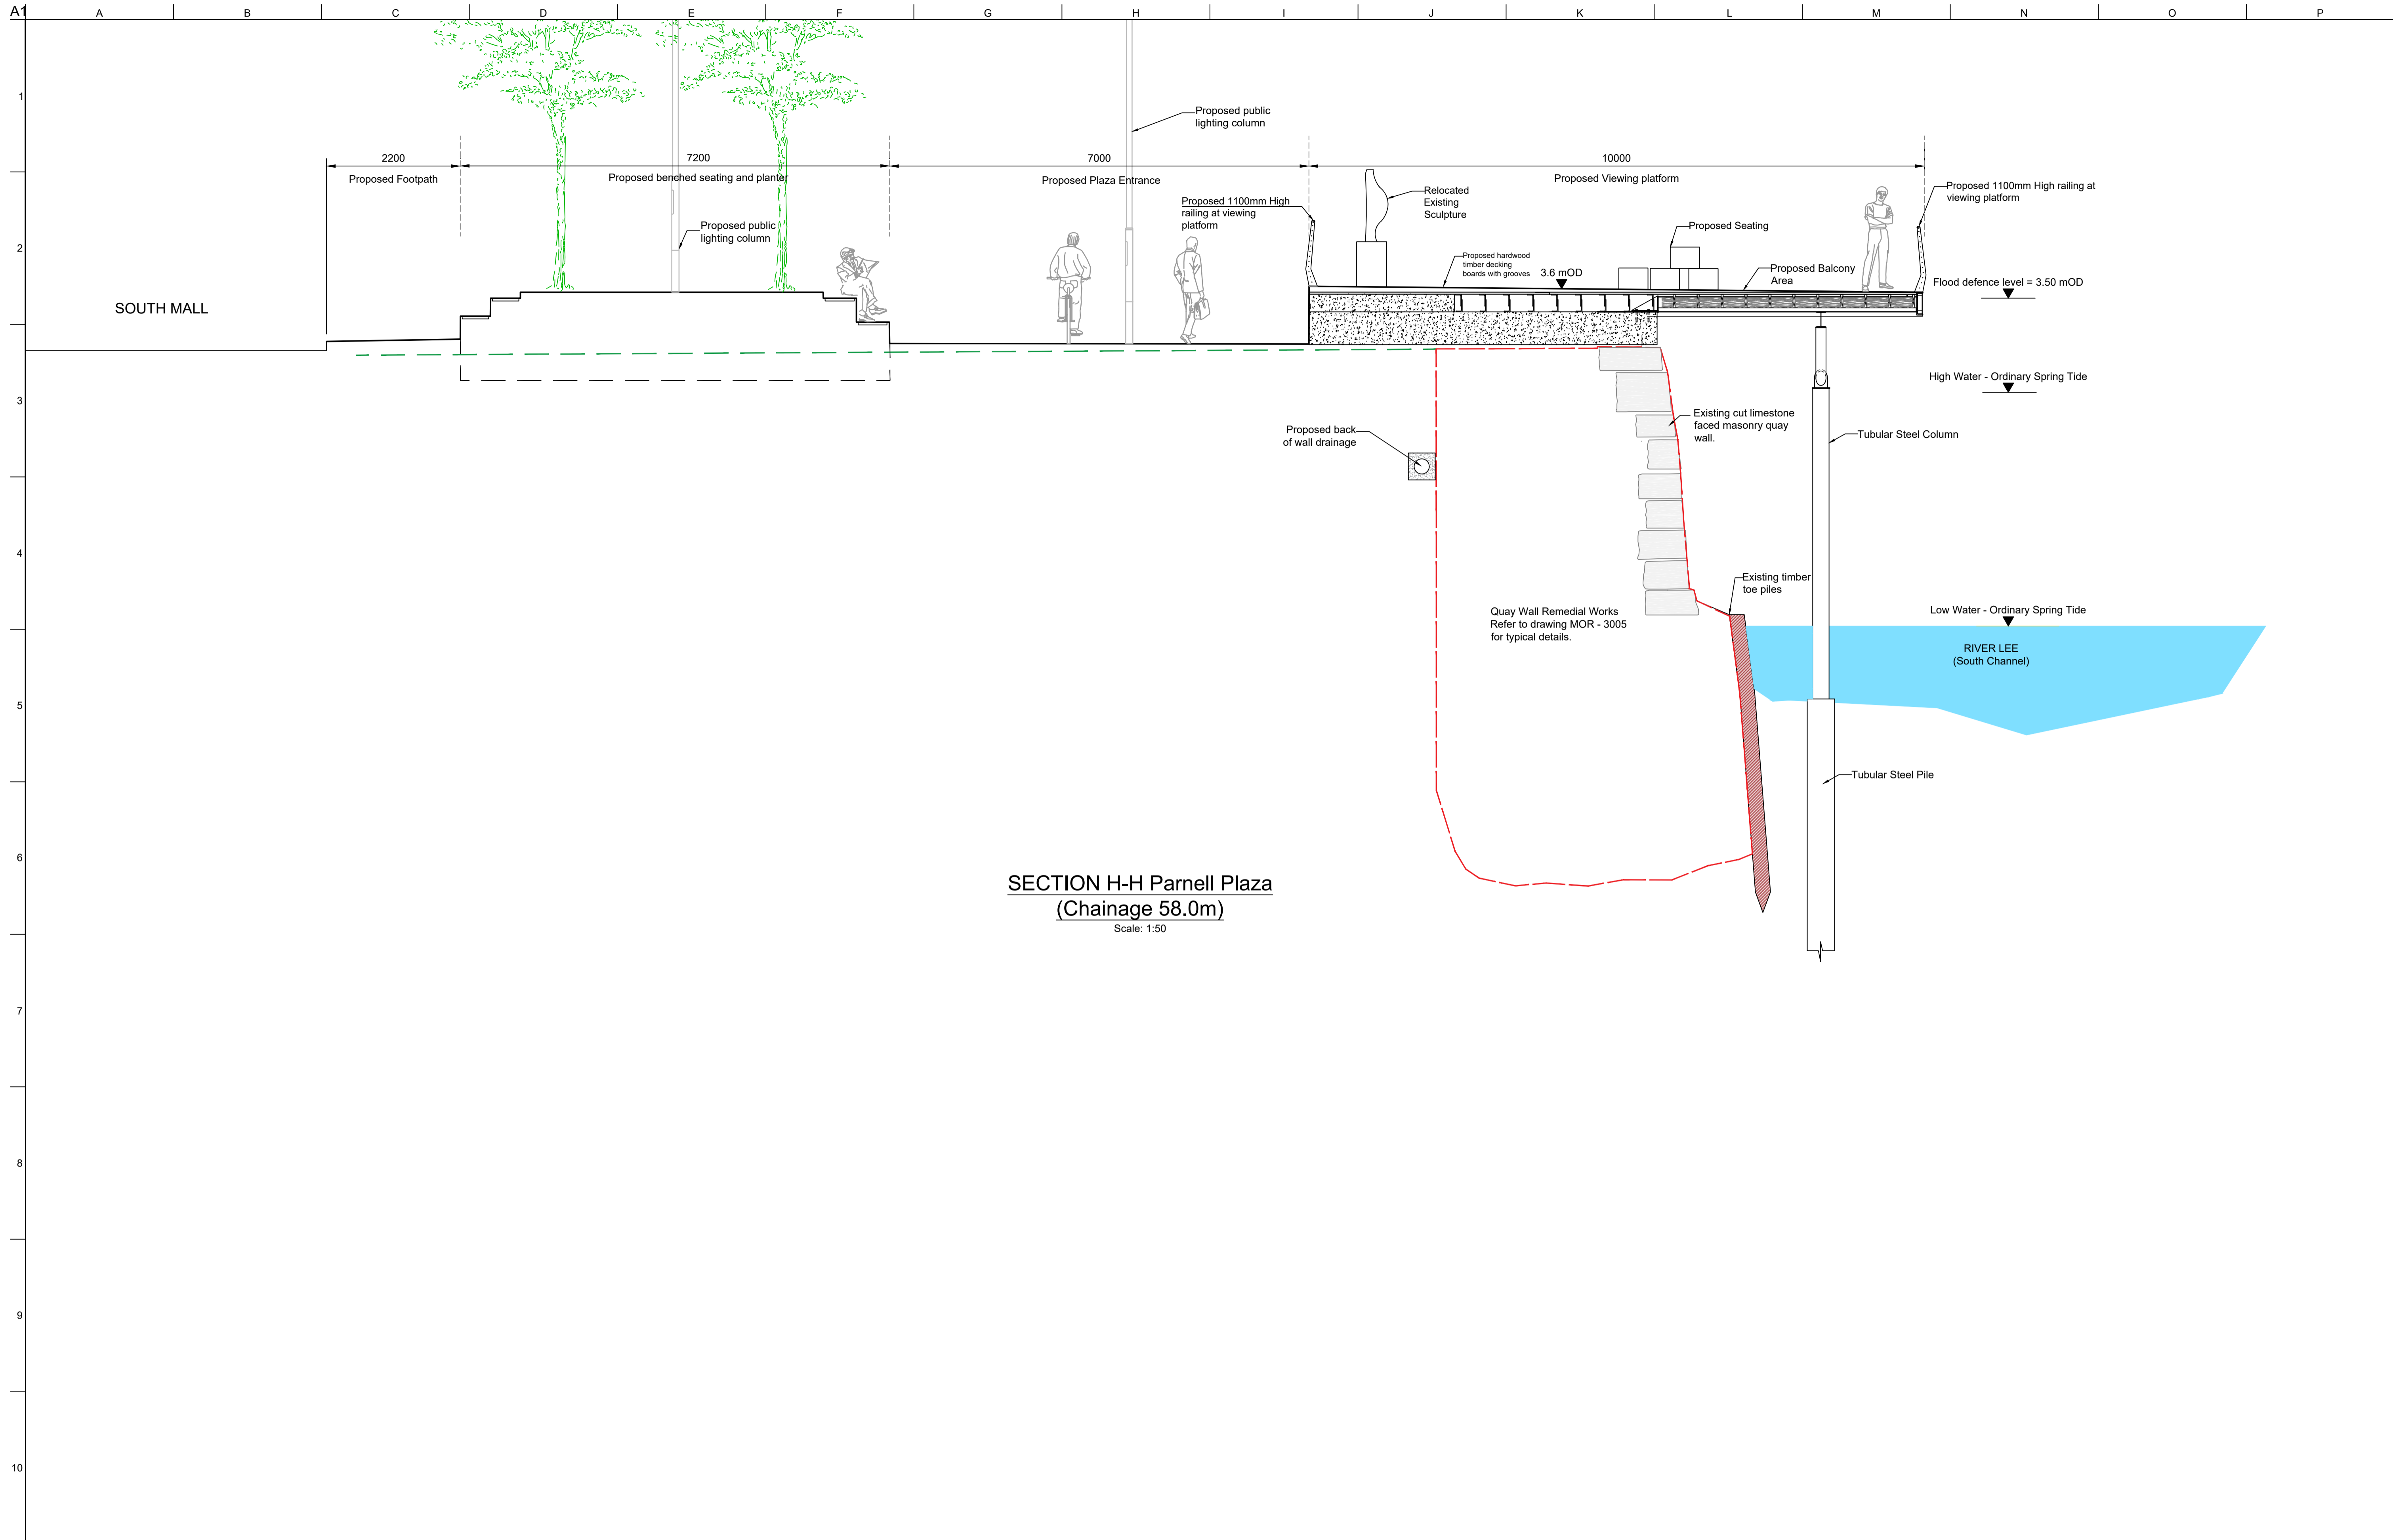 A1
A B C D E F G H I J K L M N O P
1
2
3
4
5
6
7
8
9
10
Proposed public
lighting column
2200
7200
7000
10000
Proposed Footpath
Proposed benched seating and planter
Proposed Plaza Entrance
Proposed Viewing platform
Proposed 1100mm High
railing at viewing
platform
Relocated
Existing
Sculpture
Proposed 1100mm High railing at
viewing platform
Proposed public
lighting column
Proposed Seating
Proposed hardwood
timber decking
boards with grooves
3.6 mOD
Proposed Balcony
Area
Flood defence level = 3.50 mOD
SOUTH MALL
High Water - Ordinary Spring Tide
Existing cut limestone
faced masonry quay
wall.
Proposed back
of wall drainage
Tubular Steel Column
Existing timber
toe piles
Quay Wall Remedial Works
Refer to drawing MOR - 3005
for typical details.
Low Water - Ordinary Spring Tide
RIVER LEE
(South Channel)
Tubular Steel Pile
SECTION H-H Parnell Plaza
(Chainage 58.0m)
Scale: 1:50